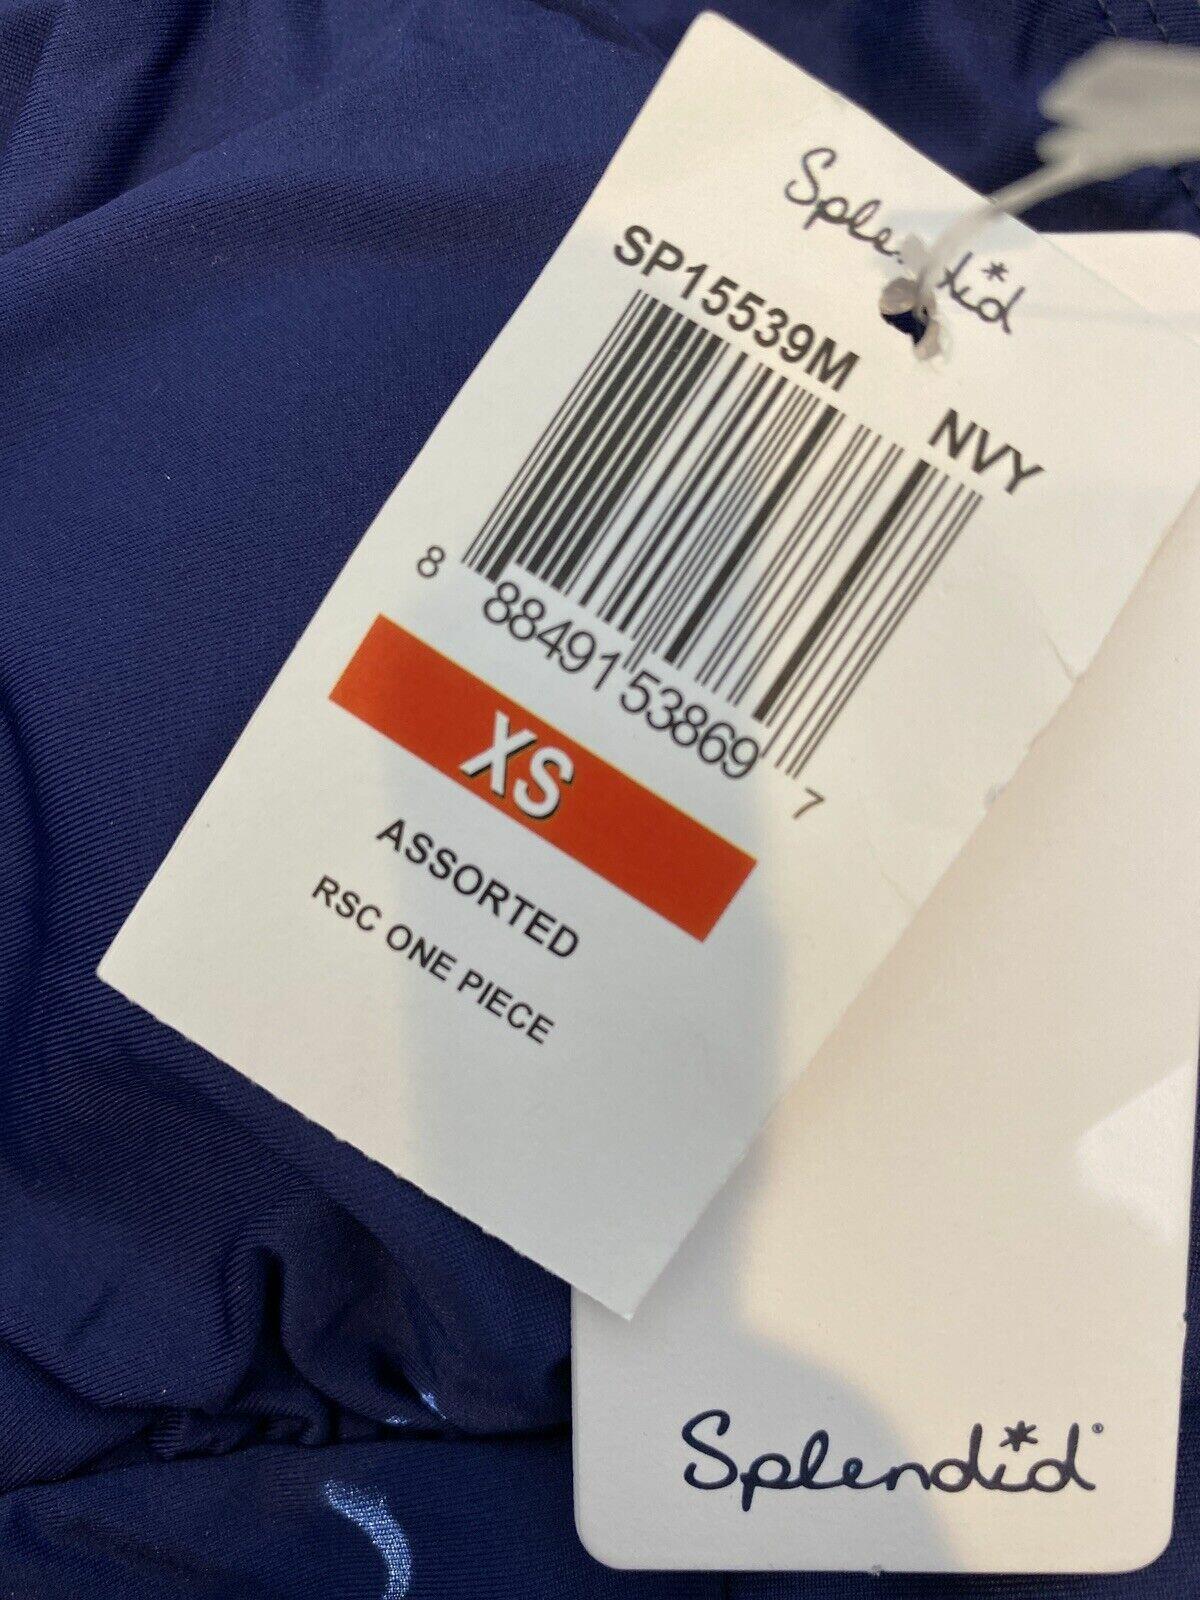 Splendid
SP15539M NVY
8 88491 53869 7
XS
ASSORTED
RSC ONE PIECE
Splendid®